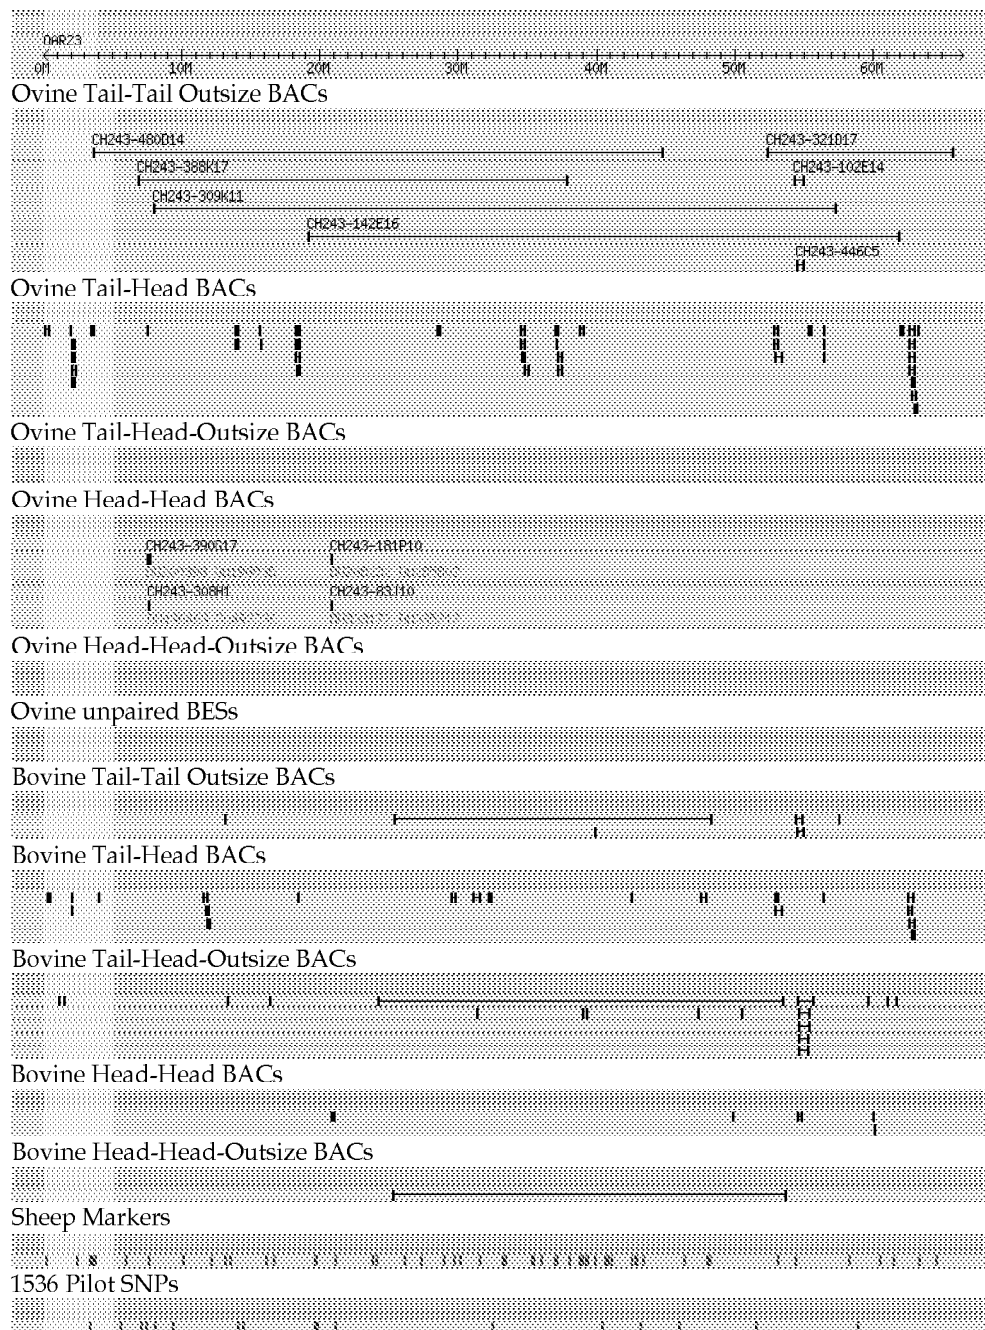 OAR23
0M 10M 20M 30M 40M 50M 60M
Ovine Tail-Tail Outsize BACs
CH243-480D14 CH243-321D17
CH243-388K17 CH243-102E14
CH243-309K11
CH243-142E16
CH243-446C5
Ovine Tail-Head BACs
Ovine Tail-Head-Outsize BACs
Ovine Head-Head BACs
CH243-390G17 CH243-181P10
CH243-308H1 CH243-83J10
Ovine Head-Head-Outsize BACs
Ovine unpaired BESs
Bovine Tail-Tail Outsize BACs
Bovine Tail-Head BACs
Bovine Tail-Head-Outsize BACs
Bovine Head-Head BACs
Bovine Head-Head-Outsize BACs
Sheep Markers
1536 Pilot SNPs